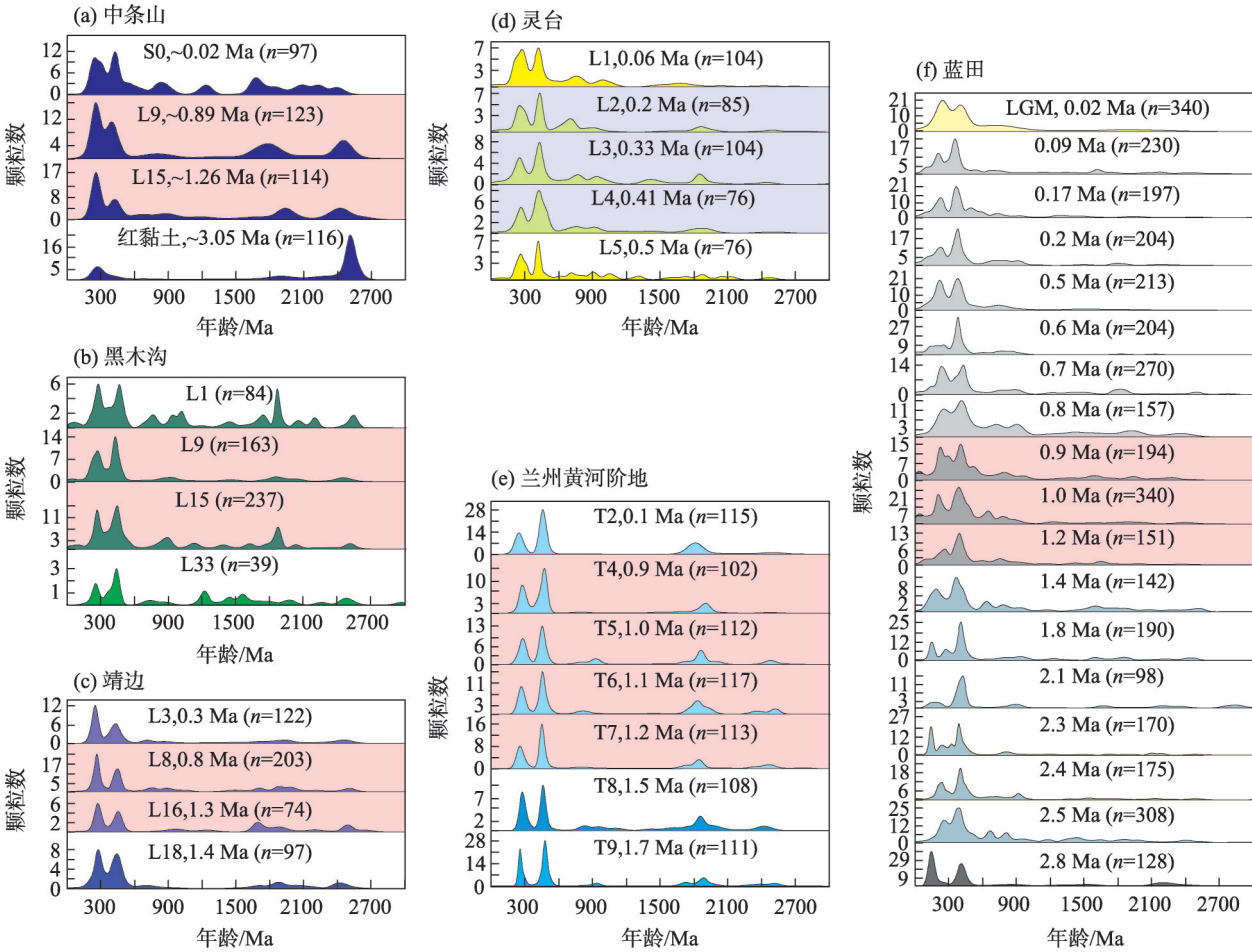 (a) 中条山
颗粒数
12
6
3
0
S0,~0.02 Ma (n=97)
12
8
4
0
L9,~0.89 Ma (n=123)
17
8
4
0
L15,~1.26 Ma (n=114)
20
12
5
红黏土,~3.05 Ma (n=116)
300 900 1500 2100 2700
年龄/Ma
(b) 黑木沟
颗粒数
6
4
2
L1 (n=84)
14
7
2
0
L9 (n=163)
11
3
L15 (n=237)
3
1
L33 (n=39)
300 900 1500 2100 2700
年龄/Ma
(c) 靖边
颗粒数
12
6
3
0
L3,0.3 Ma (n=122)
17
5
L8,0.8 Ma (n=203)
6
4
2
0
L16,1.3 Ma (n=74)
8
4
2
0
L18,1.4 Ma (n=97)
300 900 1500 2100 2700
年龄/Ma
(d) 灵台
颗粒数
7
3
L1,0.06 Ma (n=104)
7
3
0
L2,0.2 Ma (n=85)
8
4
2
0
L3,0.33 Ma (n=104)
8
4
2
0
L4,0.41 Ma (n=76)
7
3
L5,0.5 Ma (n=76)
300 900 1500 2100 2700
年龄/Ma
(e) 兰州黄河阶地
颗粒数
28
14
0
T2,0.1 Ma (n=115)
10
3
T4,0.9 Ma (n=102)
13
6
3
0
T5,1.0 Ma (n=112)
11
3
T6,1.1 Ma (n=117)
16
8
4
0
T7,1.2 Ma (n=113)
7
2
T8,1.5 Ma (n=108)
28
14
0
T9,1.7 Ma (n=111)
300 900 1500 2100 2700
年龄/Ma
(f) 蓝田
颗粒数
21
10
0
LGM, 0.02 Ma (n=340)
17
5
0.09 Ma (n=230)
21
10
0
0.17 Ma (n=197)
17
5
0.2 Ma (n=204)
21
10
0
0.5 Ma (n=213)
27
9
0.6 Ma (n=204)
14
0
0.7 Ma (n=270)
11
3
0.8 Ma (n=157)
15
7
0
0.9 Ma (n=194)
21
7
1.0 Ma (n=340)
13
6
0
1.2 Ma (n=151)
8
2
1.4 Ma (n=142)
25
12
0
1.8 Ma (n=190)
11
3
2.1 Ma (n=98)
27
12
0
2.3 Ma (n=170)
18
6
2.4 Ma (n=175)
25
12
0
2.5 Ma (n=308)
29
9
2.8 Ma (n=128)
300 900 1500 2100 2700
年龄/Ma